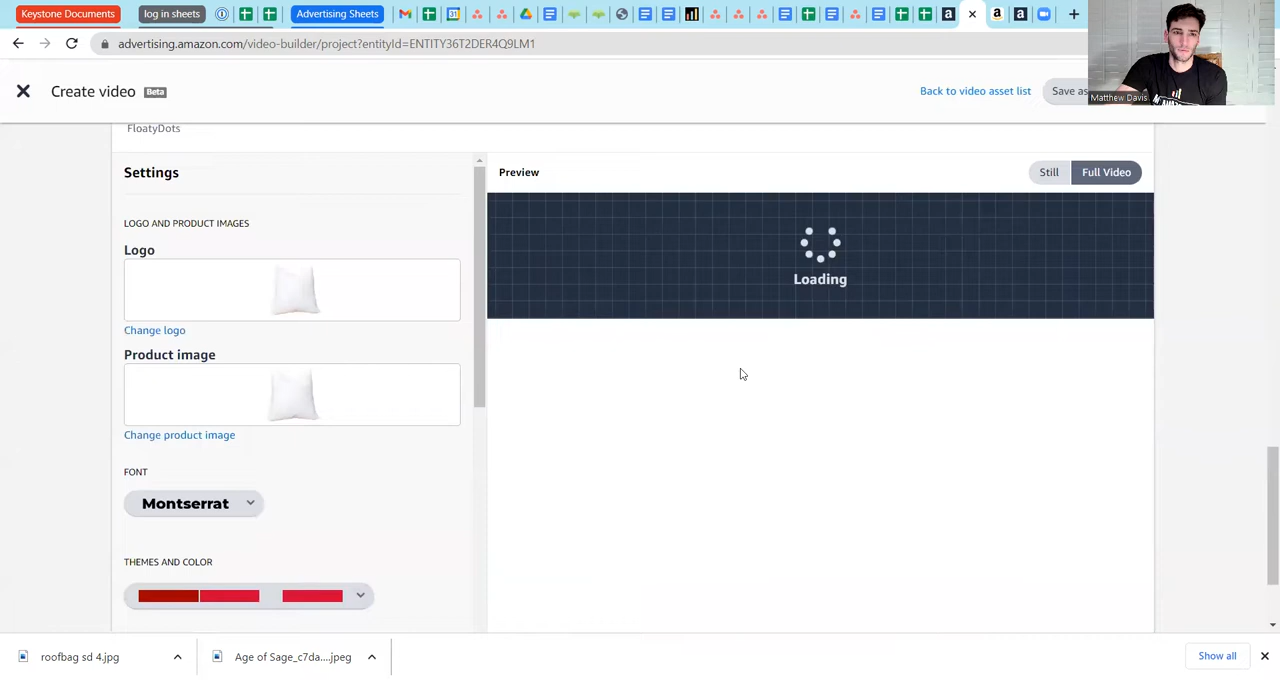 Keystone Documents
log in sheets
Advertising Sheets
advertising.amazon.com/video-builder/project?entityId=ENTITY36T2D1R4Q9LM1
Create video Beta
Back to video asset list
Save as
Matthew Davis
FloatyDots
Settings
Preview
Still
Full Video
LOGO AND PRODUCT IMAGES
Logo
Loading
Change logo
Product image
Change product image
FONT
Montserrat
THEMES AND COLOR
roofbag sd 4.jpg
Age of Sage_c7da....jpeg
Show all